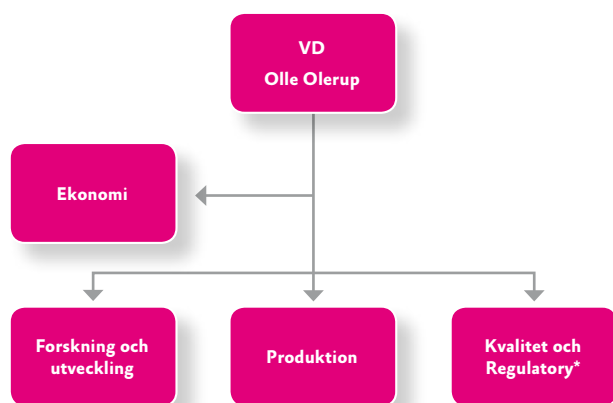 VD
Olle Olerup
Ekonomi
Forskning och
utveckling
Produktion
Kvalitet och
Regulatory*